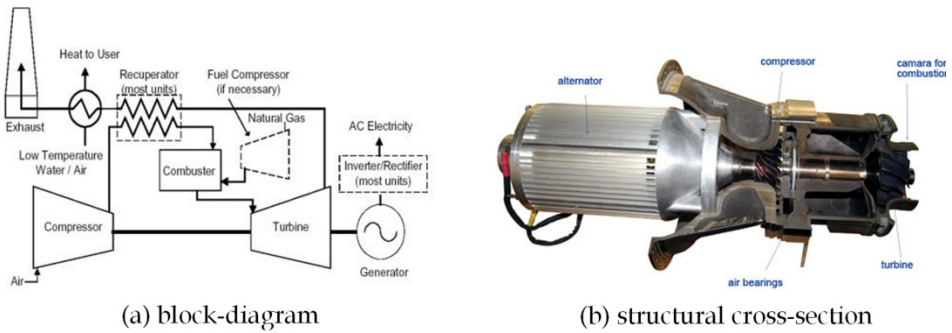 Heat to User
Recuperator
(most units)
Fuel Compressor
(if necessary)
Natural Gas
Exhaust
Low Temperature
Water / Air
Combuster
AC Electricity
Inverter/Rectifier
(most units)
Compressor
Turbine
Generator
Air
(a) block-diagram
alternator
compressor
camara for
combustion
air bearings
turbine
(b) structural cross-section